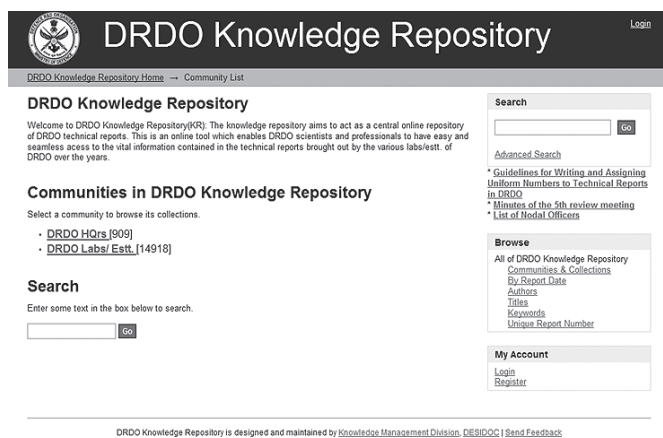 DRDO Knowledge Repository
Login
DRDO Knowledge Repository Home → Community List
DRDO Knowledge Repository
Welcome to DRDO Knowledge Repository(KR): The knowledge repository aims to act as a central online repository
of DRDO technical reports. This is an online tool which enables DRDO scientists and professionals to have easy and
seamless acess to the vital information contained in the technical reports brought out by the various labs/estt. of
DRDO over the years.
Communities in DRDO Knowledge Repository
Select a community to browse its collections.
· DRDO HQrs [909]
· DRDO Labs/ Estt. [14918]
Search
Enter some text in the box below to search.
Go
Search
Go
Advanced Search
* Guidelines for Writing and Assigning
Uniform Numbers to Technical Reports
in DRDO
* Minutes of the 5th review meeting
* List of Nodal Officers
Browse
All of DRDO Knowledge Repository
Communities & Collections
By Report Date
Authors
Titles
Keywords
Unique Report Number
My Account
Login
Register
DRDO Knowledge Repository is designed and maintained by Knowledge Management Division, DESIDOC | Send Feedback